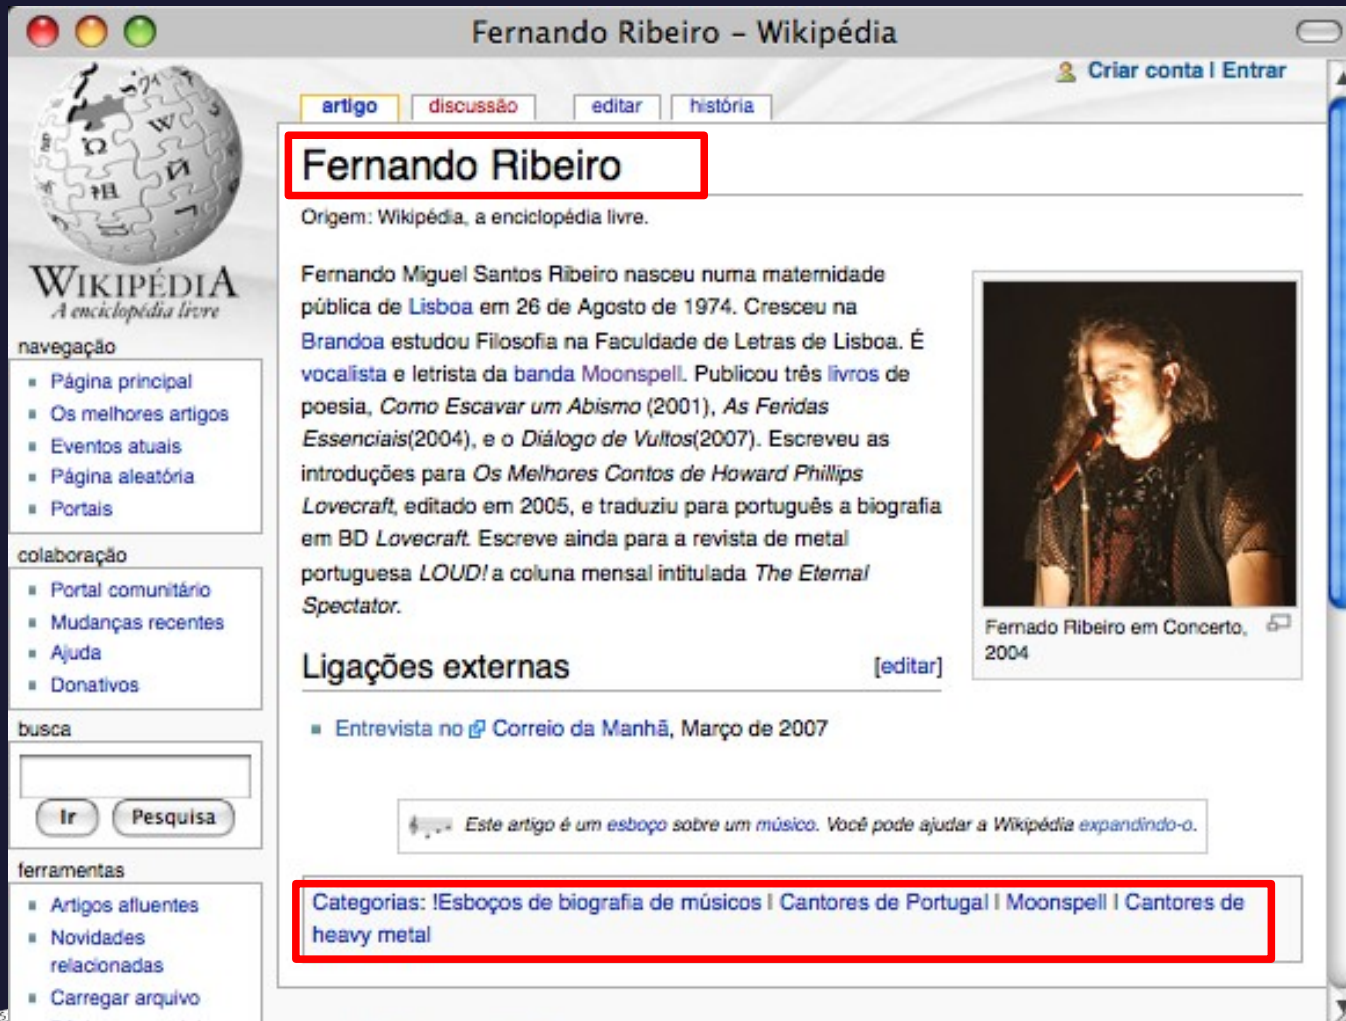 Fernando Ribeiro – Wikipédia
Criar conta | Entrar
artigo discussão editar história
Fernando Ribeiro
Origem: Wikipédia, a enciclopédia livre.
Fernando Miguel Santos Ribeiro nasceu numa maternidade
pública de Lisboa em 26 de Agosto de 1974. Cresceu na
Brandoa estudou Filosofia na Faculdade de Letras de Lisboa. É
vocalista e letrista da banda Moonspell. Publicou três livros de
poesia, Como Escavar um Abismo (2001), As Feridas
Essenciais(2004), e o Diálogo de Vultos(2007). Escreveu as
introduções para Os Melhores Contos de Howard Phillips
Lovecraft, editado em 2005, e traduziu para português a biografia
em BD Lovecraft. Escreve ainda para a revista de metal
portuguesa LOUD! a coluna mensal intitulada The Eternal
Spectator.
Fernado Ribeiro em Concerto,
2004
Ligações externas [editar]
Entrevista no Correio da Manhã, Março de 2007
Este artigo é um esboço sobre um músico. Você pode ajudar a Wikipédia expandindo-o.
Categorias: !Esboços de biografia de músicos | Cantores de Portugal | Moonspell | Cantores de
heavy metal
WIKIPÉDIA
A enciclopédia livre
navegação
Página principal
Os melhores artigos
Eventos atuais
Página aleatória
Portais
colaboração
Portal comunitário
Mudanças recentes
Ajuda
Donativos
busca
Ir Pesquisa
ferramentas
Artigos afluentes
Novidades
relacionadas
Carregar arquivo